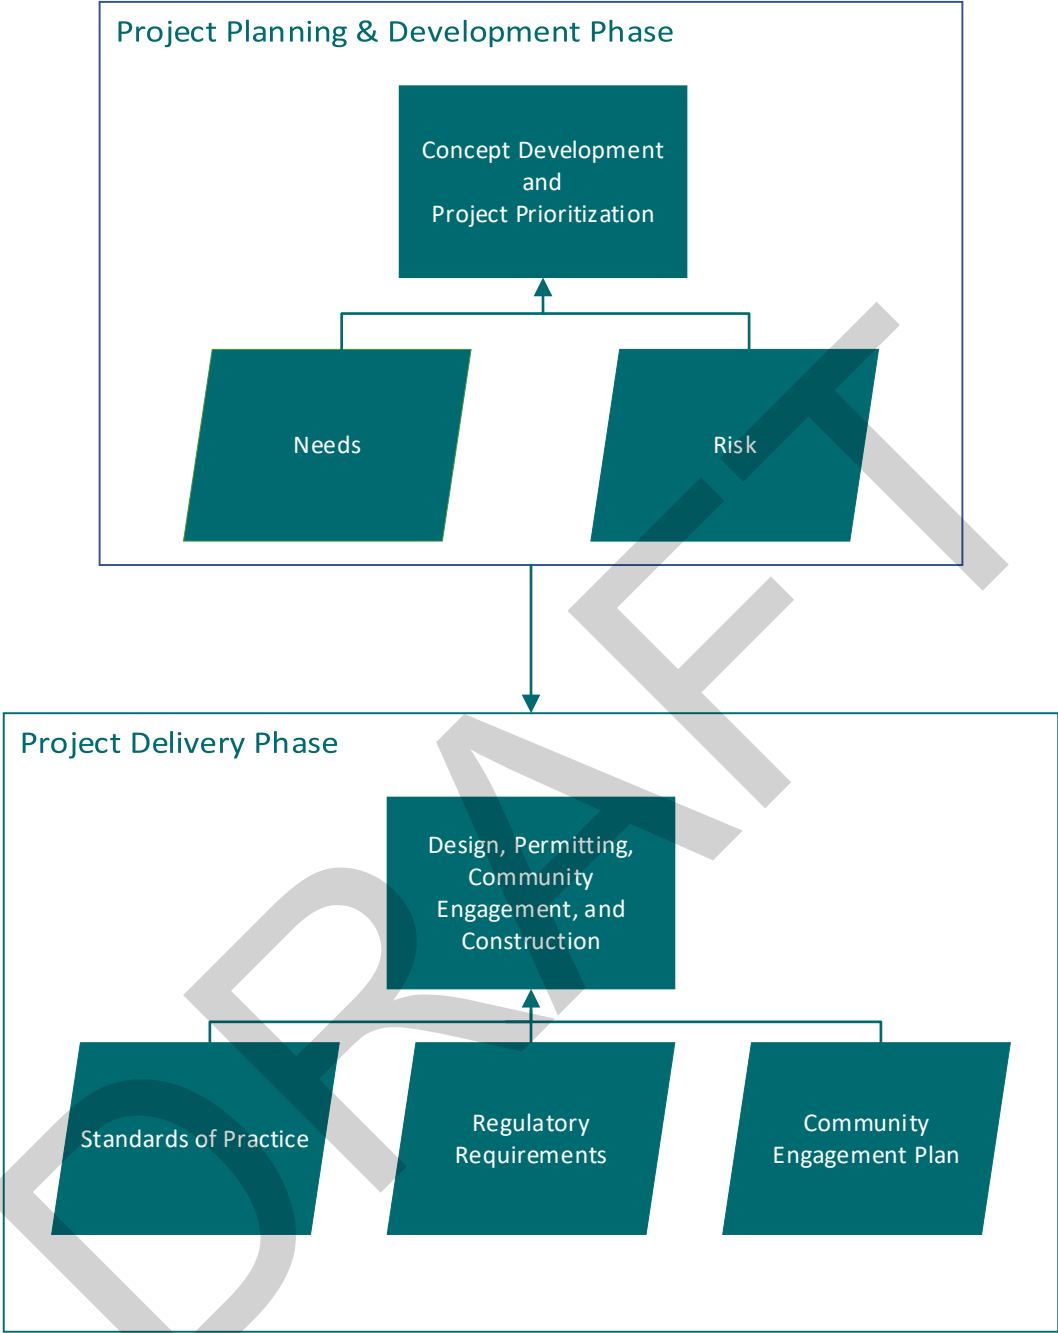 Project Planning & Development Phase
Concept Development
and
Project Prioritization
Needs
Risk
Project Delivery Phase
Design, Permitting,
Community
Engagement, and
Construction
Standards of Practice
Regulatory
Requirements
Community
Engagement Plan
DRAFT